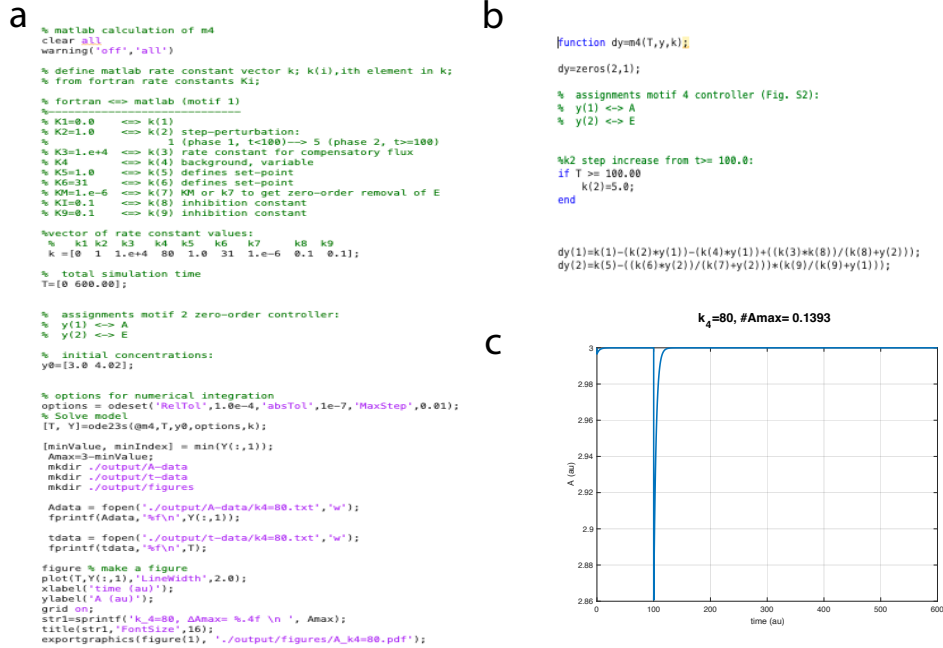 a
% matlab calculation of m4
clear all
warning('off','all')
% define matlab rate constant vector k; k(i),ith element in k;
% from fortran rate constants Ki;
% fortran <=> matlab (motif 1)
%-----------------------------
% K1=0.0 <=> k(1)
% K2=1.0 <=> k(2) step-perturbation:
% 1 (phase 1, t<100)--> 5 (phase 2, t>=100)
% K3=1.e+4 <=> k(3) rate constant for compensatory flux
% K4 <=> k(4) background, variable
% K5=1.0 <=> k(5) defines set-point
% K6=31 <=> k(6) defines set-point
% KM=1.e-6 <=> k(7) KM or k7 to get zero-order removal of E
% KI=0.1 <=> k(8) inhibition constant
% K9=0.1 <=> k(9) inhibition constant
%vector of rate constant values:
% k1 k2 k3 k4 k5 k6 k7 k8 k9
k =[0 1 1.e+4 80 1.0 31 1.e-6 0.1 0.1];
% total simulation time
T=[0 600.00];
% assignments motif 2 zero-order controller:
% y(1) <-> A
% y(2) <-> E
% initial concentrations:
y0=[3.0 4.02];
% options for numerical integration
options = odeset('RelTol',1.0e-4,'absTol',1e-7,'MaxStep',0.01);
% Solve model
[T, Y]=ode23s(@m4,T,y0,options,k);
[minValue, minIndex] = min(Y(:,1));
Amax=3-minValue;
mkdir ./output/A-data
mkdir ./output/t-data
mkdir ./output/figures
Adata = fopen('./output/A-data/k4=80.txt','w');
fprintf(Adata,'%f\n',Y(:,1));
tdata = fopen('./output/t-data/k4=80.txt','w');
fprintf(tdata,'%f\n',T);
figure % make a figure
plot(T,Y(:,1),'LineWidth',2.0);
xlabel('time (au)');
ylabel('A (au)');
grid on;
str1=sprintf('k_4=80, ΔAmax= %.4f \n ', Amax);
title(str1,'FontSize',16);
exportgraphics(figure(1), './output/figures/A_k4=80.pdf');
b
function dy=m4(T,y,k);
dy=zeros(2,1);
% assignments motif 4 controller (Fig. S2):
% y(1) <-> A
% y(2) <-> E
%k2 step increase from t>= 100.0:
if T >= 100.00
k(2)=5.0;
end
dy(1)=k(1)-(k(2)*y(1))-(k(4)*y(1))+((k(3)*k(8))/(k(8)+y(2)));
dy(2)=k(5)-((k(6)*y(2))/(k(7)+y(2)))*(k(9)/(k(9)+y(1)));
c
k4=80, #Amax= 0.1393
3
2.98
2.96
2.94
2.92
2.9
2.88
2.86
A (au)
0 100 200 300 400 500 600
time (au)